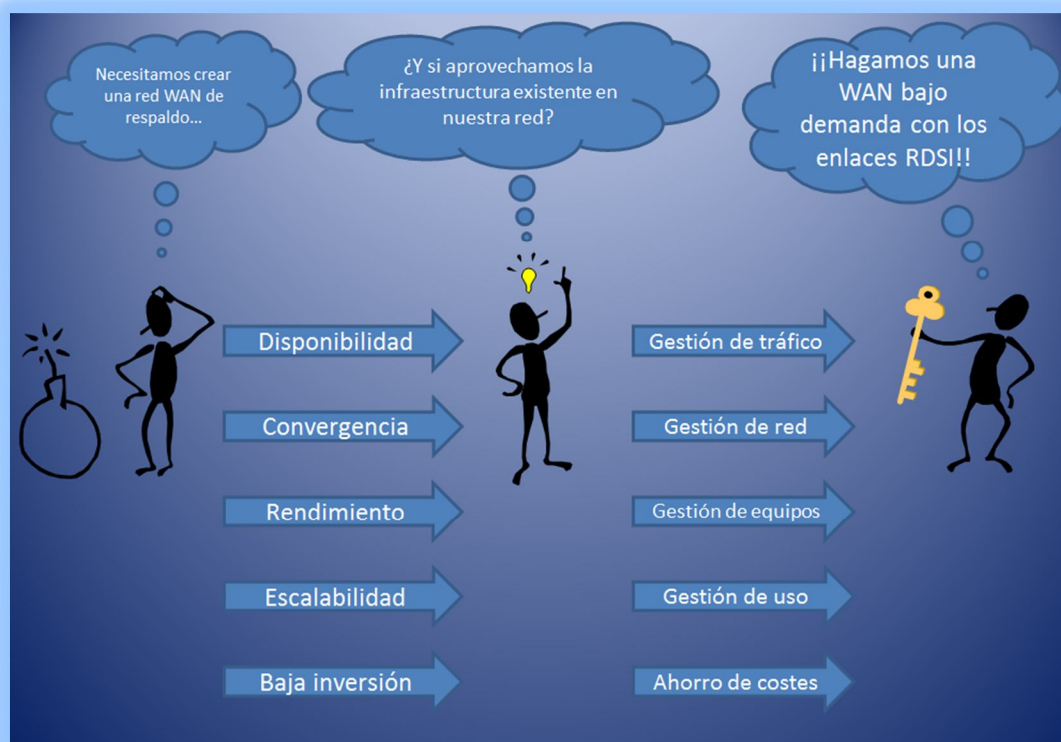 Necesitamos crear
una red WAN de
respaldo...
¿Y si aprovechamos la
infraestructura existente en
nuestra red?
¡¡Hagamos una
WAN bajo
demanda con los
enlaces RDSI!!
Disponibilidad
Convergencia
Rendimiento
Escalabilidad
Baja inversión
Gestión de tráfico
Gestión de red
Gestión de equipos
Gestión de uso
Ahorro de costes